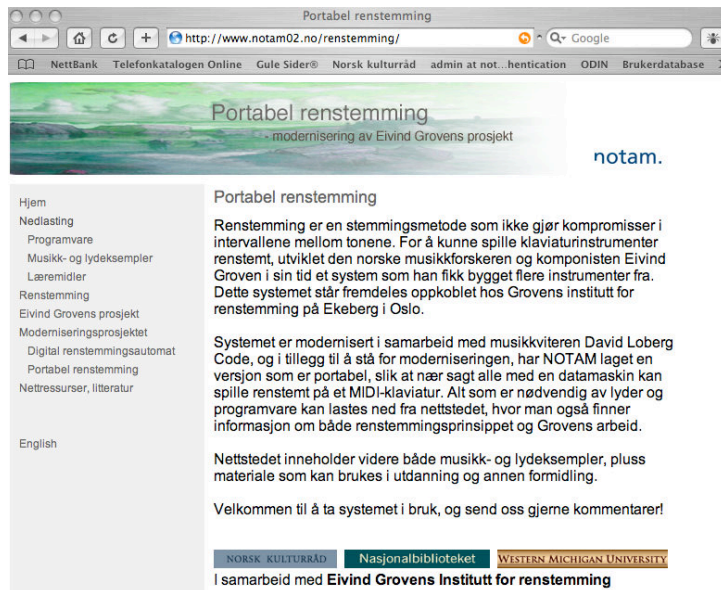 Portabel renstemming
http://www.notam02.no/renstemming/
Google
NettBank Telefonkatalogen Online Gule Sider® Norsk kulturråd admin at not...hentication ODIN Brukerdatabase
Portabel renstemming
- modernisering av Eivind Grovens prosjekt
notam.
Hjem
Nedlasting
Programvare
Musikk- og lydeksempler
Læremidler
Renstemming
Eivind Grovens prosjekt
Moderniseringsprosjektet
Digital renstemmingsautomat
Portabel renstemming
Nettressurser, litteratur
English
Portabel renstemming
Renstemming er en stemmingsmetode som ikke gjør kompromisser i
intervallene mellom tonene. For å kunne spille klaviaturinstrumenter
renstemt, utviklet den norske musikkforskeren og komponisten Eivind
Groven i sin tid et system som han fikk bygget flere instrumenter fra.
Dette systemet står fremdeles oppkoblet hos Grovens institutt for
renstemming på Ekeberg i Oslo.
Systemet er modernisert i samarbeid med musikkviteren David Loberg
Code, og i tillegg til å stå for moderniseringen, har NOTAM laget en
versjon som er portabel, slik at nær sagt alle med en datamaskin kan
spille renstemt på et MIDI-klaviatur. Alt som er nødvendig av lyder og
programvare kan lastes ned fra nettstedet, hvor man også finner
informasjon om både renstemmingsprinsippet og Grovens arbeid.
Nettstedet inneholder videre både musikk- og lydeksempler, pluss
materiale som kan brukes i utdanning og annen formidling.
Velkommen til å ta systemet i bruk, og send oss gjerne kommentarer!
NORSK KULTURRÅD Nasjonalbiblioteket WESTERN MICHIGAN UNIVERSITY
I samarbeid med Eivind Grovens Institutt for renstemming